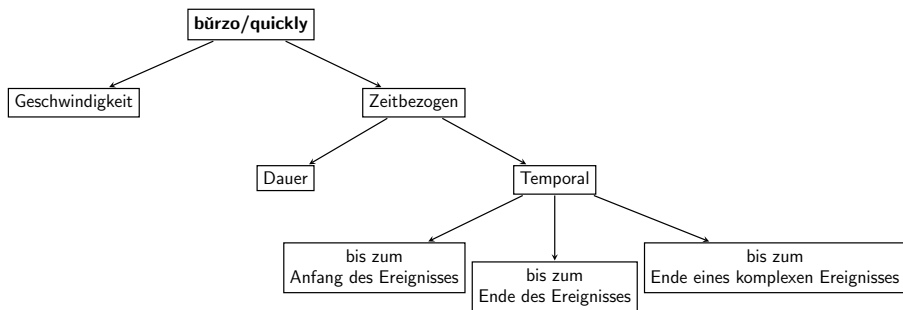 bŭrzo/quickly
Geschwindigkeit
Zeitbezogen
Dauer
Temporal
bis zum
Anfang des Ereignisses
bis zum
Ende des Ereignisses
bis zum
Ende eines komplexen Ereignisses